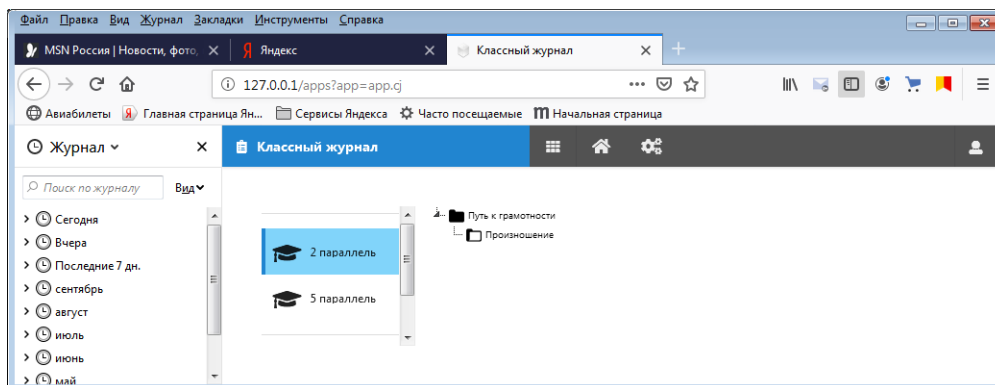 Файл Правка Вид Журнал Закладки Инструменты Справка
MSN Россия | Новости, фото,
Яндекс
Классный журнал
127.0.0.1/apps?app=app.cj
Авиабилеты Главная страница Ян... Сервисы Яндекса Часто посещаемые Начальная страница
Журнал
Классный журнал
Поиск по журналу
Вид
Сегодня
Вчера
Последние 7 дн.
сентябрь
август
июль
июнь
май
2 параллель
5 параллель
Путь к грамотности
Произношение